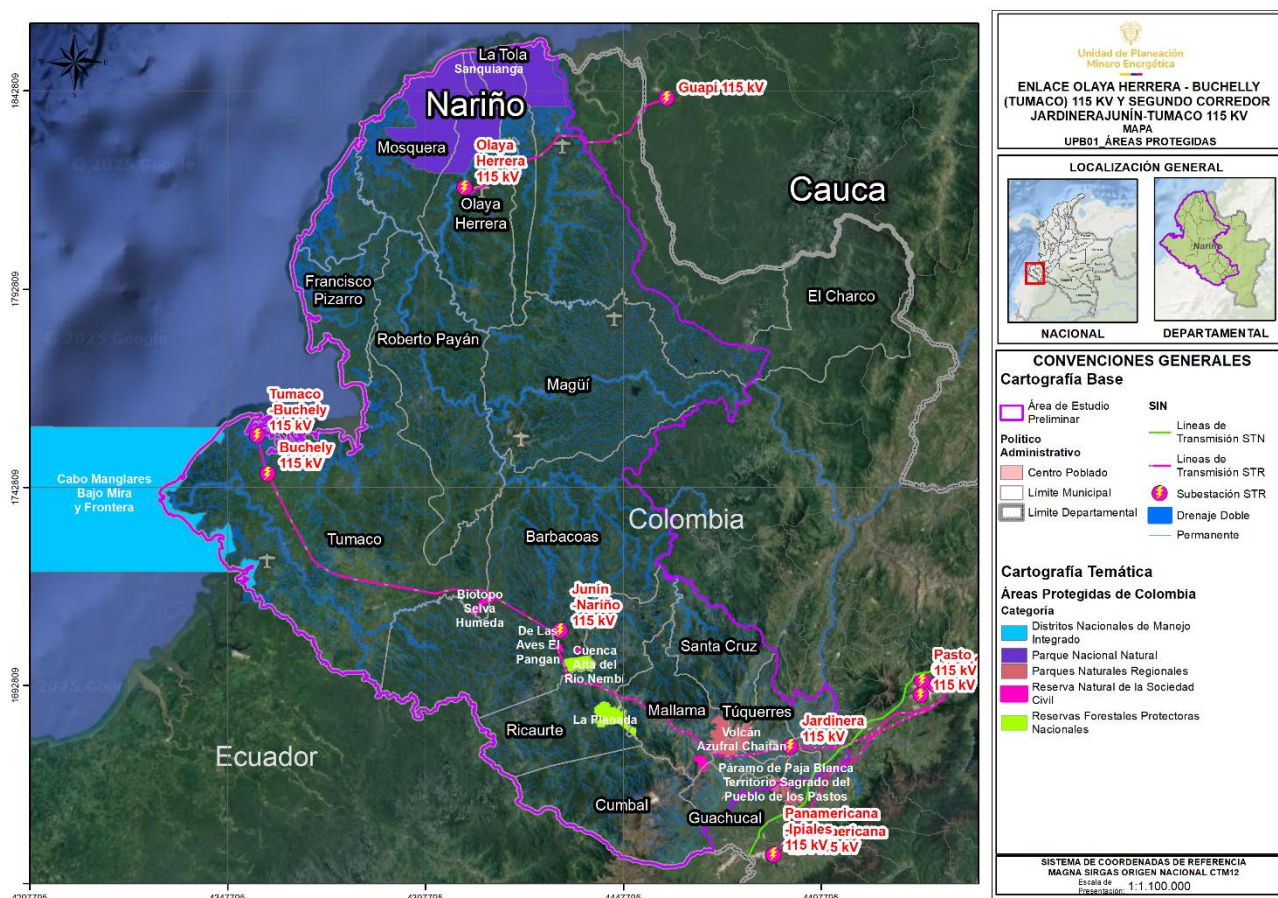 La Tola
Sanquianga
Nariño
Mosquera
Guapi 115 kV
Olaya
Herrera
115 kV
Olaya
Herrera
Cauca
© 2025 Google
Francisco
Pizarro
Roberto Payán
El Charco
Magüí
© 2025 Google
Tumaco
-Buchely
115 kV
Buchely
115 kV
Cabo Manglares
Bajo Mira
y Frontera
Colombia
Tumaco
Barbacoas
Biotopo
Selva
Humeda
Junín
-Nariño
115 kV
De Las
Aves El
Pangan
Cuenca
Alta del
Río Nembí
Santa Cruz
Pasto
115 kV
115 kV
© 2025 Google
La Planada
Mallama
Túquerres
Ricaurte
Volcán
Azufral Chaitán
Jardinera
115 kV
Ecuador
Páramo de Paja Blanca
Territorio Sagrado del
Pueblo de los Pastos
Cumbal
Guachucal
Panamericana
-Ipiales
115 kV
1842809
1792809
1742809
1692809
4297795
4347795
4397795
4447795
4497795
Unidad de Planeación
Minero Energética
ENLACE OLAYA HERRERA - BUCHELLY
(TUMACO) 115 KV Y SEGUNDO CORREDOR
JARDINERAJUNÍN-TUMACO 115 KV
MAPA
UPB01_ÁREAS PROTEGIDAS
LOCALIZACIÓN GENERAL
Nariño
NACIONAL
DEPARTAMENTAL
CONVENCIONES GENERALES
Cartografía Base
Área de Estudio
Preliminar
Político
Administrativo
Centro Poblado
Límite Municipal
Limite Departamental
SIN
Lineas de
Transmisión STN
Lineas de
Transmisión STR
Subestación STR
Drenaje Doble
Permanente
Cartografía Temática
Áreas Protegidas de Colombia
Categoría
Distritos Nacionales de Manejo
Integrado
Parque Nacional Natural
Parques Naturales Regionales
Reserva Natural de la Sociedad
Civil
Reservas Forestales Protectoras
Nacionales
SISTEMA DE COORDENADAS DE REFERENCIA
MAGNA SIRGAS ORIGEN NACIONAL CTM12
Escala de
Presentación: 1:1.100.000